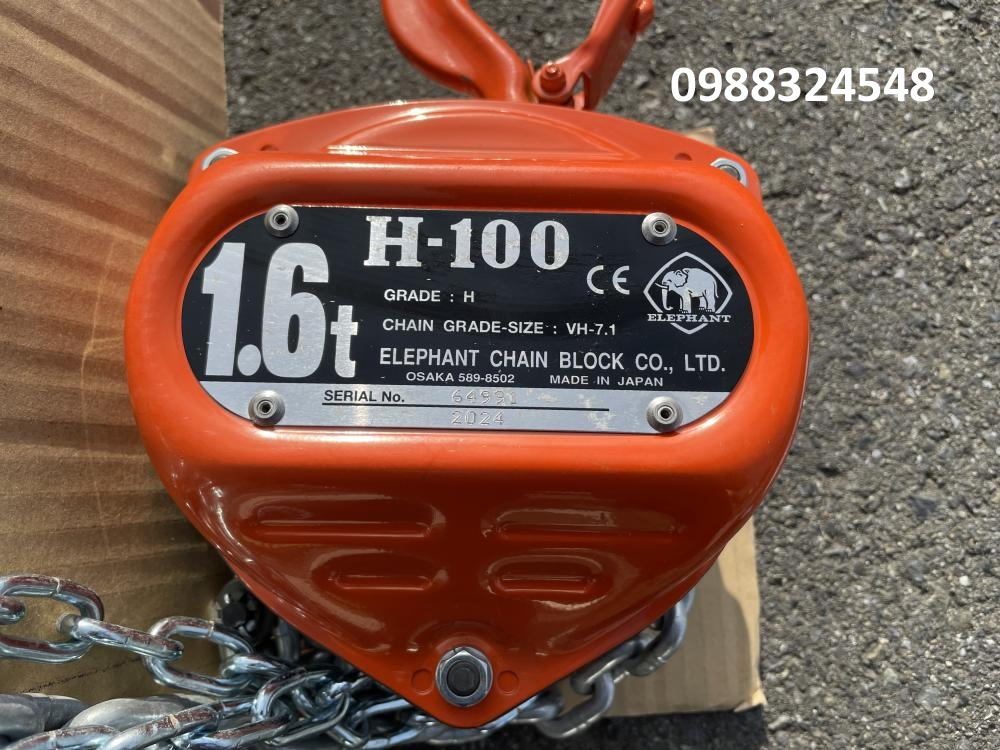 0988324548
H-100
1.6t
CE
GRADE : H
ELEPHANT
CHAIN GRADE-SIZE : VH-7.1
ELEPHANT CHAIN BLOCK CO., LTD.
OSAKA 589-8502 MADE IN JAPAN
SERIAL No. 64991
2024